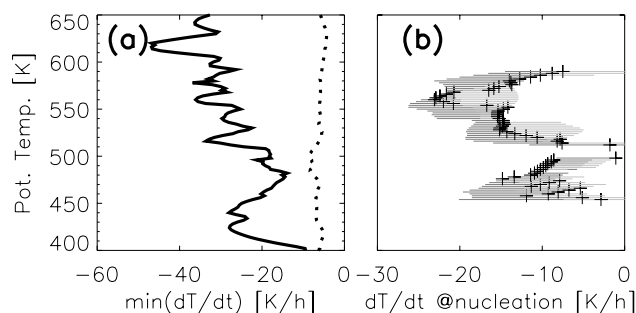 (a)
(b)
Pot. Temp. [K]
650
600
550
500
450
400
−60
−40
−20
0
−30
−20
−10
0
min(dT/dt) [K/h]
dT/dt @nucleation [K/h]